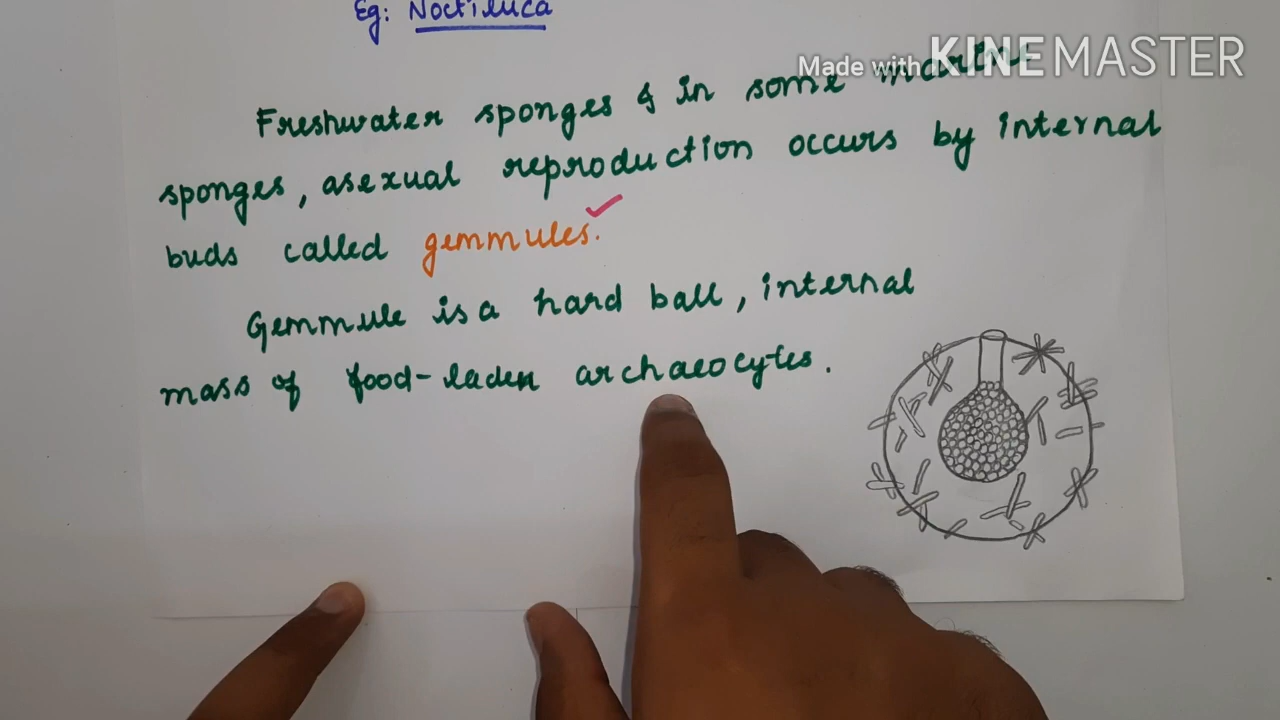 Eg: Noctiluca
Made with KINEMASTER
Freshwater sponges & in some marine
sponges, asexual reproduction occurs by internal
buds called gemmules.
Gemmule is a hard ball, internal
mass of food-laden archaeocytes.